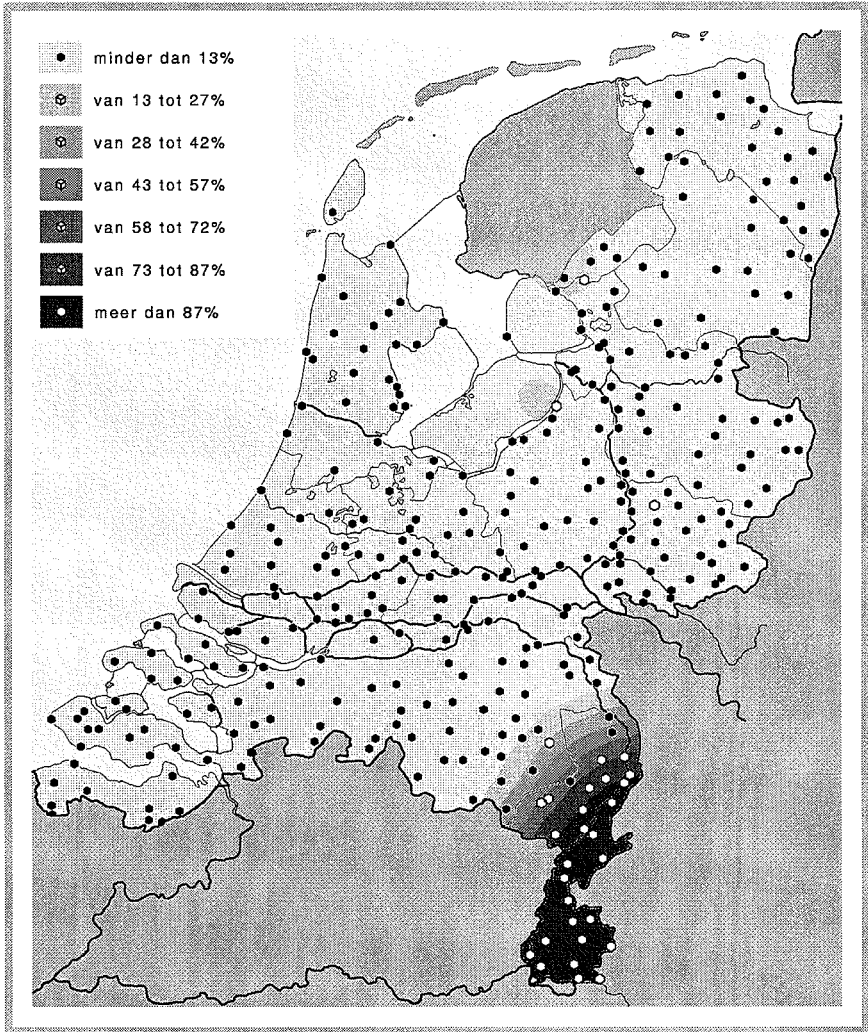 minder dan 13%
van 13 tot 27%
van 28 tot 42%
van 43 tot 57%
van 58 tot 72%
van 73 tot 87%
meer dan 87%